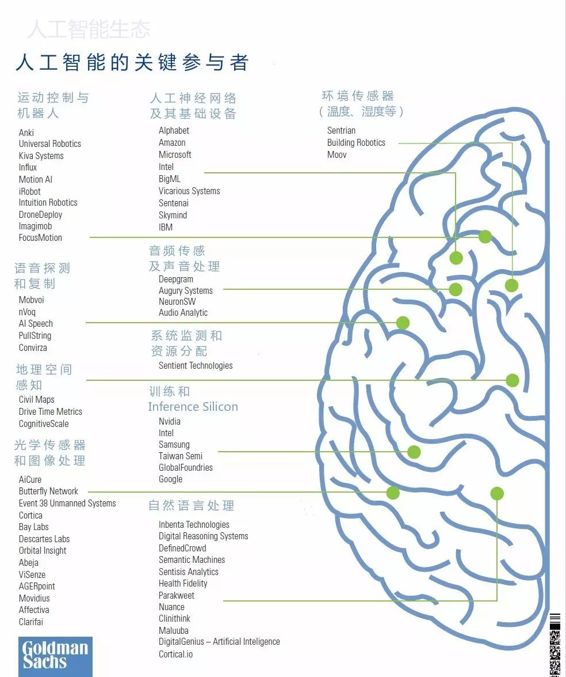 人工智能生态
人工智能的关键参与者
运动控制与
机器人
Anki
Universal Robotics
Kiva Systems
Influx
Motion AI
iRobot
Intuition Robotics
DroneDeploy
Imagimob
FocusMotion
语音探测
和复制
Mobvoi
nVoq
AI Speech
PullString
Convirza
地理空间
感知
Civil Maps
Drive Time Metrics
CognitiveScale
光学传感器
和图像处理
AiCure
Butterfly Network
Event 38 Unmanned Systems
Cortica
Bay Labs
Descartes Labs
Orbital Insight
Abeja
ViSenze
AGERpoint
Movidius
Affectiva
Clarifai
人工神经网络
及其基础设备
Alphabet
Amazon
Microsoft
Intel
BigML
Vicarious Systems
Sentenai
Skymind
IBM
音频传感
及声音处理
Deepgram
Augury Systems
NeuronSW
Audio Analytic
系统监测和
资源分配
Sentient Technologies
训练和
Inference Silicon
Nvidia
Intel
Samsung
Taiwan Semi
GlobalFoundries
Google
自然语言处理
Inbenta Technologies
Digital Reasoning Systems
DefinedCrowd
Semantic Machines
Sentisis Analytics
Health Fidelity
Parakweet
Nuance
Clinithink
Maluuba
DigitalGenius – Artificial Inteligence
Cortical.io
环境传感器
（温度、湿度等）
Sentrian
Building Robotics
Moov
Goldman
Sachs